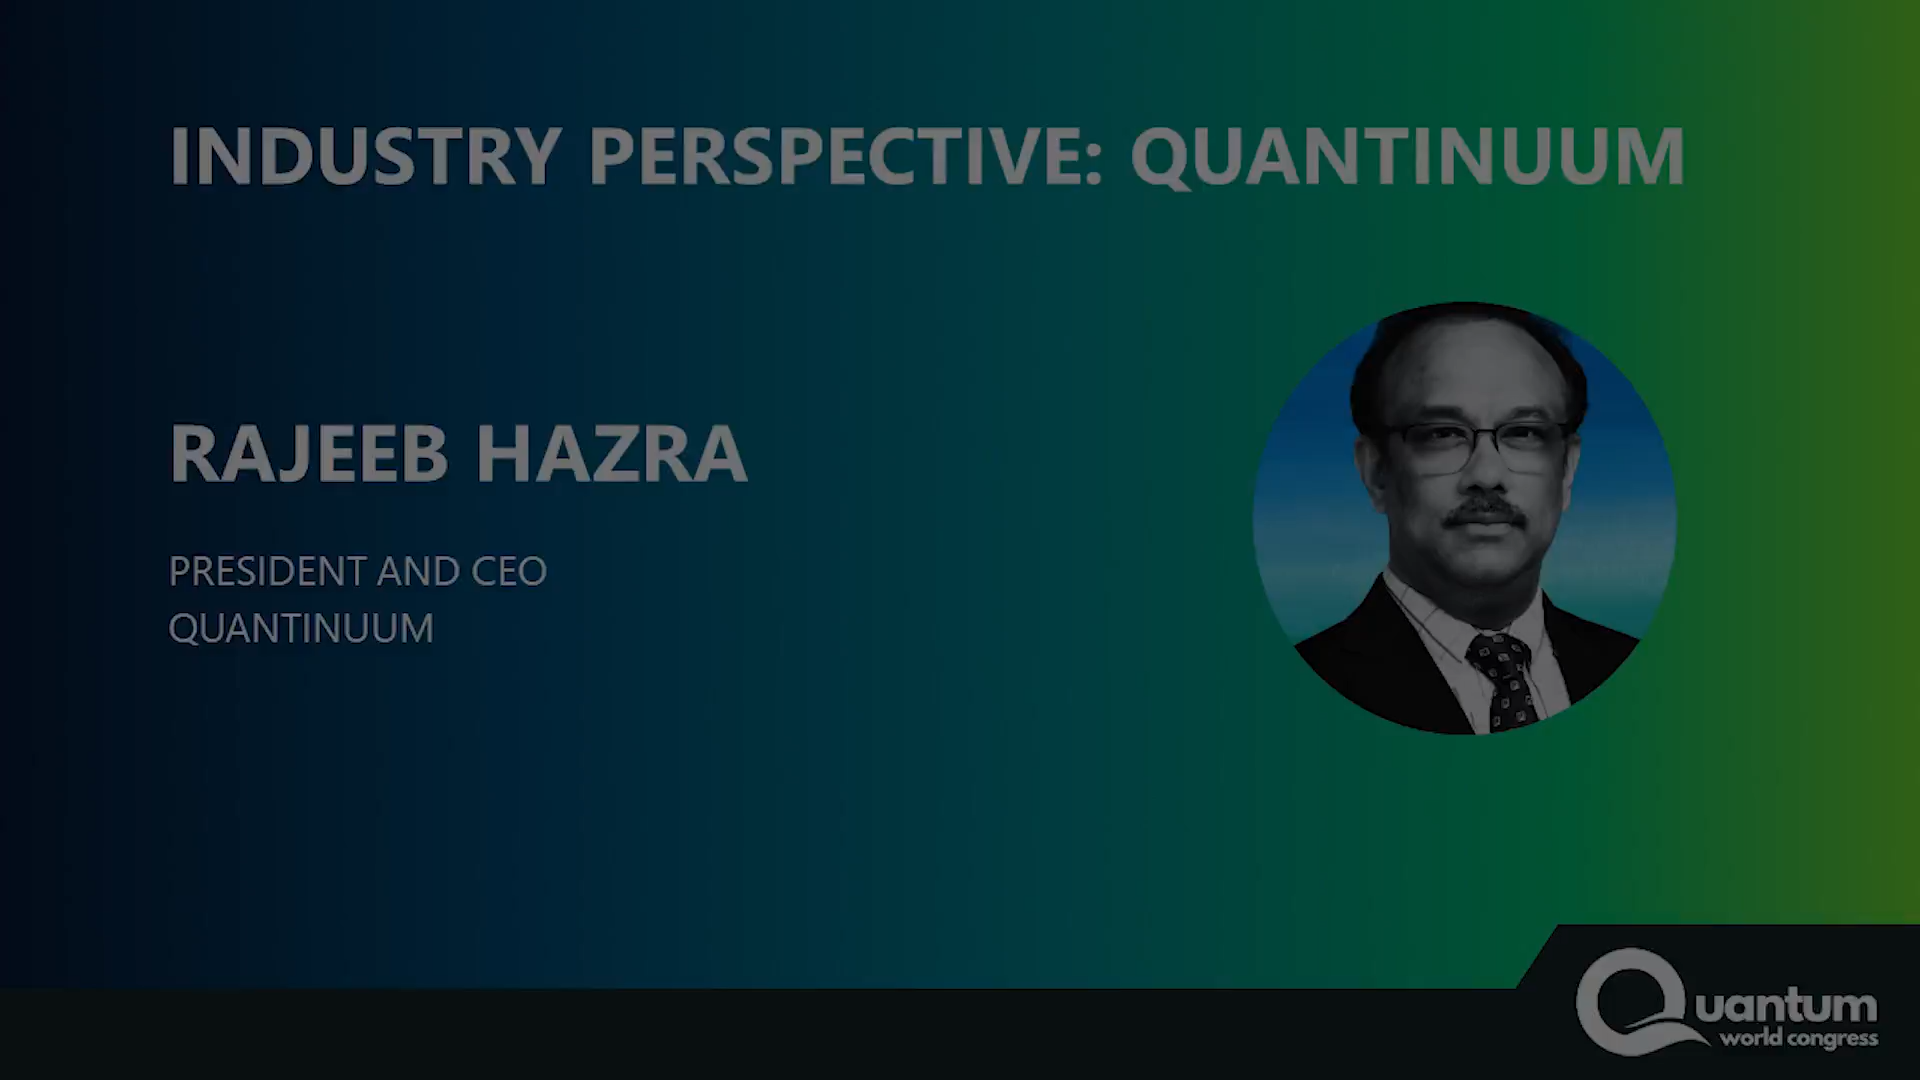 INDUSTRY PERSPECTIVE: QUANTINUUM
RAJEEB HAZRA
PRESIDENT AND CEO
QUANTINUUM
Quantum
world congress